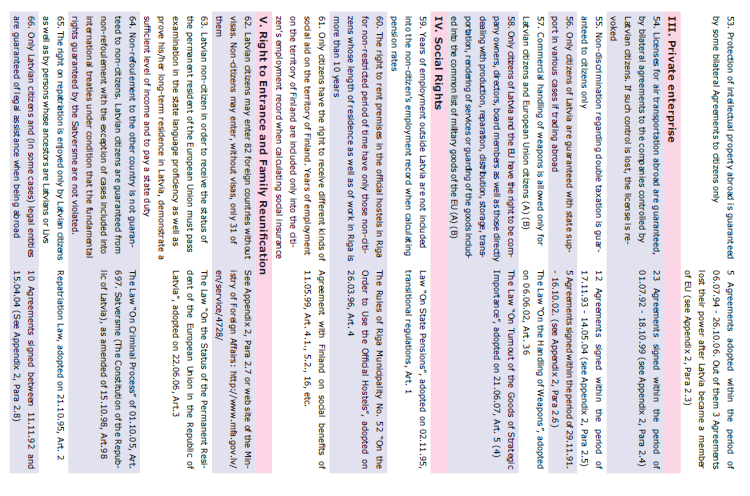 53. Protection of intellectual property abroad is guaranteed
by some bilateral Agreements to citizens only
5 Agreements adopted within the period of
06.07.94 - 26.10.06. Out of them 3 Agreements
lost their power after Latvia became a member
of EU (see Appendix 2, Para 2.3)
III. Private enterprise
54. Licenses for air transportation abroad are guaranteed,
by bilateral agreements to the companies controlled by
Latvian citizens. If such control is lost, the license is re-
voked
23 Agreements signed within the period of
01.07.92 - 18.10.99 (see Appendix 2, Para 2.4)
55. Non-discrimination regarding double taxation is guar-
anteed to citizens only
12 Agreements signed within the period of
17.11.93 - 14.05.04 (see Appendix 2, Para 2.5)
56. Only citizens of Latvia are guaranteed with state sup-
port in various cases of trading abroad
5 Agreements signed within the period of 29.11.91.
- 16.10.02. (see Appendix 2, Para 2.6)
57. Commercial handling of weapons is allowed only for
Latvian citizens and European Union citizens (A) (B)
The Law "On the Handling of Weapons", adopted
on 06.06.02, Art. 36
58. Only citizens of Latvia and the EU have the right to be com-
pany owners, directors, board members as well as those directly
dealing with production, reparation, distribution, storage, trans-
portation, rendering of services or guarding of the goods includ-
ed into the common list of military goods of the EU (A) (B)
The Law "On Turnout of the Goods of Strategic
Importance", adopted on 21.06.07, Art. 5 (4)
IV. Social Rights
59. Years of employment outside Latvia are not included
into the non-citizen's employment record when calculating
pension rates
Law "On State Pensions", adopted on 02.11.95,
transitional regulations, Art. 1
60. The right to rent premises in the official hostels in Riga
for non-restricted period of time have only those non-citi-
zens whose length of residence as well as of work in Riga is
more than 10 years
The Rules of Riga Municipality No. 52 "On the
Order to Use the Official Hostels", adopted on
26.03.96, Art. 4
61. Only citizens have the right to receive different kinds of
social aid on the territory of Finland. Years of employment
on the territory of Finland are included only into the citi-
zen's employment record when calculating social insurance
Agreement with Finland on social benefits of
11.05.99, Art. 4.1., 5.2., 16, etc.
V. Right to Entrance and Family Reunification
62. Latvian citizens may enter 82 foreign countries without
visas. Non-citizens may enter, without visas, only 31 of
them
See Appendix 2, Para 2.7 or web site of the Min-
istry of Foreign Affairs: http://www.mfa.gov.lv/
en/service/4728/
63. Latvian non-citizen in order to receive the status of
the permanent resident of the European Union must pass
examination in the state language proficiency as well as
prove his/her long-term residence in Latvia, demonstrate a
sufficient level of income and to pay a state duty
The Law "On the Status of the Permanent Resi-
dent of the European Union in the Republic of
Latvia", adopted on 22.06.06, Art.3
64. Non-refoulement to the other country is not guaran-
teed to non-citizens. Latvian citizens are guaranteed from
non-refoulement with the exception of cases included into
international treaties under condition that the fundamental
rights guaranteed by the Satversme are not violated.
The Law "On Criminal Process" of 01.10.05, Art.
697. Satversme (The Constitution of the Repub-
lic of Latvia), as amended of 15.10.98, Art.98
65. The right on repatriation is enjoyed only by Latvian citizens
as well as by persons whose ancestors are Latvians or Livs
Repatriation Law, adopted on 21.10.95, Art. 2
66. Only Latvian citizens and (in some cases) legal entities
are guaranteed of legal assistance when being abroad
10 Agreements signed between 11.11.92 and
15.04.04 (See Appendix 2, Para 2.8)